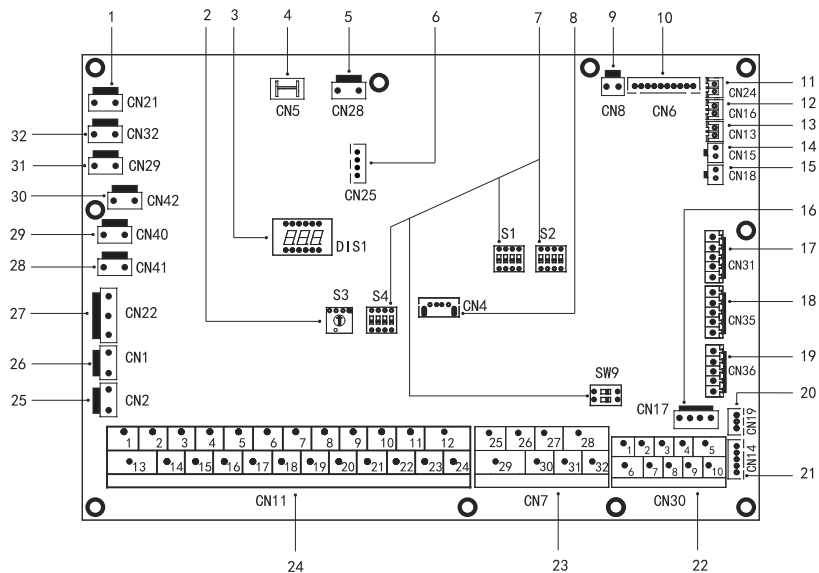 1 2 3 4 5 6 7 8 9 10
CN21
CN5
CN28
CN8 CN6
CN24 11
CN16 12
CN13 13
CN15 14
CN18 15
32 CN32
31 CN29
30 CN42
CN25
16
29 CN40
3 DIS1
S1 S2
28 CN41
CN31 17
27 CN22
2 S3 S4
CN4 8
CN35 18
26 CN1
CN36 19
25 CN2
SW9
CN17
CN19 20
1 2 3 4 5 6 7 8 9 10 11 12
25 26 27 28
1 2 3 4 5
CN14
13 14 15 16 17 18 19 20 21 22 23 24
29 30 31 32
6 7 8 9 10
21
CN11 CN7 CN30
24 23 22